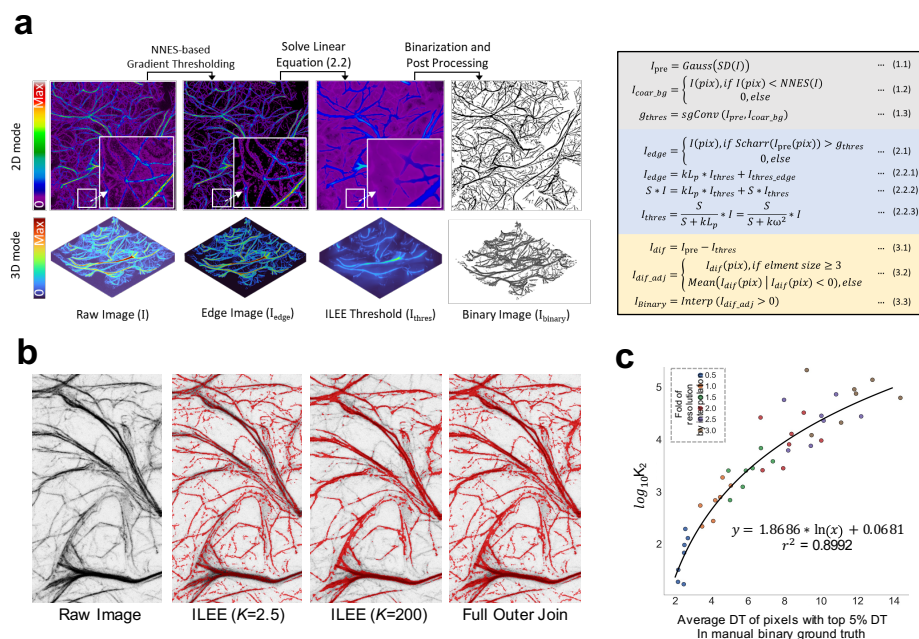 a
NNES-based
Gradient Thresholding
Solve Linear
Equation (2.2)
Binarization and
Post Processing
2D mode
0 Max
3D mode
0 Max
Raw Image (I)
Edge Image (I_edge)
ILEE Threshold (I_thres)
Binary Image (I_binary)
I_pre = Gauss(SD(I)) ··· (1.1)
I_coar_bg = { I(pix), if I(pix) < NNES(I) ··· (1.2)
0, else
g_thres = sgConv (I_pre, I_coar_bg) ··· (1.3)
I_edge = { I(pix), if Scharr(I_pre(pix)) > g_thres ··· (2.1)
0, else
I_edge = kL_p * I_thres + I_thres_edge ··· (2.2.1)
S * I = kL_p * I_thres + S * I_thres ··· (2.2.2)
I_thres = S / (S + kL_p) * I = S / (S + kω²) * I ··· (2.2.3)
I_dif = I_pre − I_thres ··· (3.1)
I_dif_adj = { I_dif(pix), if elment size ≥ 3 ··· (3.2)
Mean(I_dif(pix) | I_dif(pix) < 0), else
I_Binary = Interp (I_dif_adj > 0) ··· (3.3)
b
Raw Image
ILEE (K=2.5)
ILEE (K=200)
Full Outer Join
c
Fold of
resolution
by interpolatio
0.5
1.0
1.5
2.0
2.5
3.0
5
4
3
2
log₁₀K₂
y = 1.8686 * ln(x) + 0.0681
r² = 0.8992
2 4 6 8 10 12 14
Average DT of pixels with top 5% DT
In manual binary ground truth